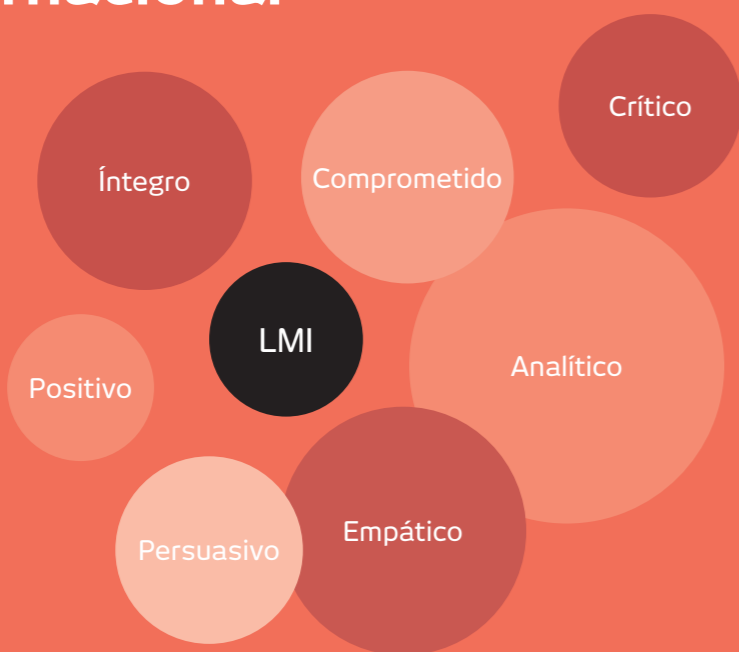 Crítico
Íntegro
Comprometido
LMI
Analítico
Positivo
Empático
Persuasivo